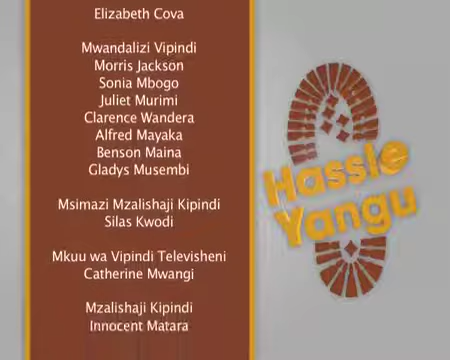 Elizabeth Cova
Mwandalizi Vipindi
Morris Jackson
Sonia Mbogo
Juliet Murimi
Clarence Wandera
Alfred Mayaka
Benson Maina
Gladys Musembi
Msimazi Mzalishaji Kipindi
Silas Kwodi
Mkuu wa Vipindi Televisheni
Catherine Mwangi
Mzalishaji Kipindi
Innocent Matara
Hassle
Yangu